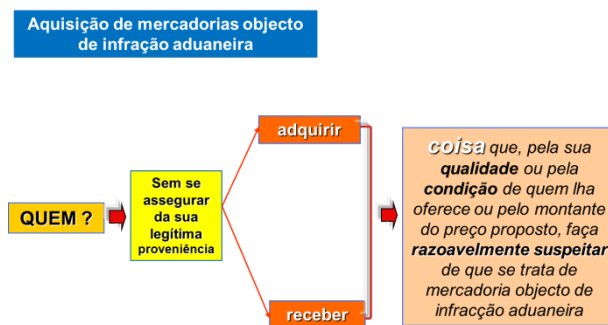 Aquisição de mercadorias objecto
de infração aduaneira
QUEM ?
Sem se
assegurar
da sua
legítima
proveniência
adquirir
receber
coisa que, pela sua
qualidade ou pela
condição de quem lha
oferece ou pelo montante
do preço proposto, faça
razoavelmente suspeitar
de que se trata de
mercadoria objecto de
infracção aduaneira